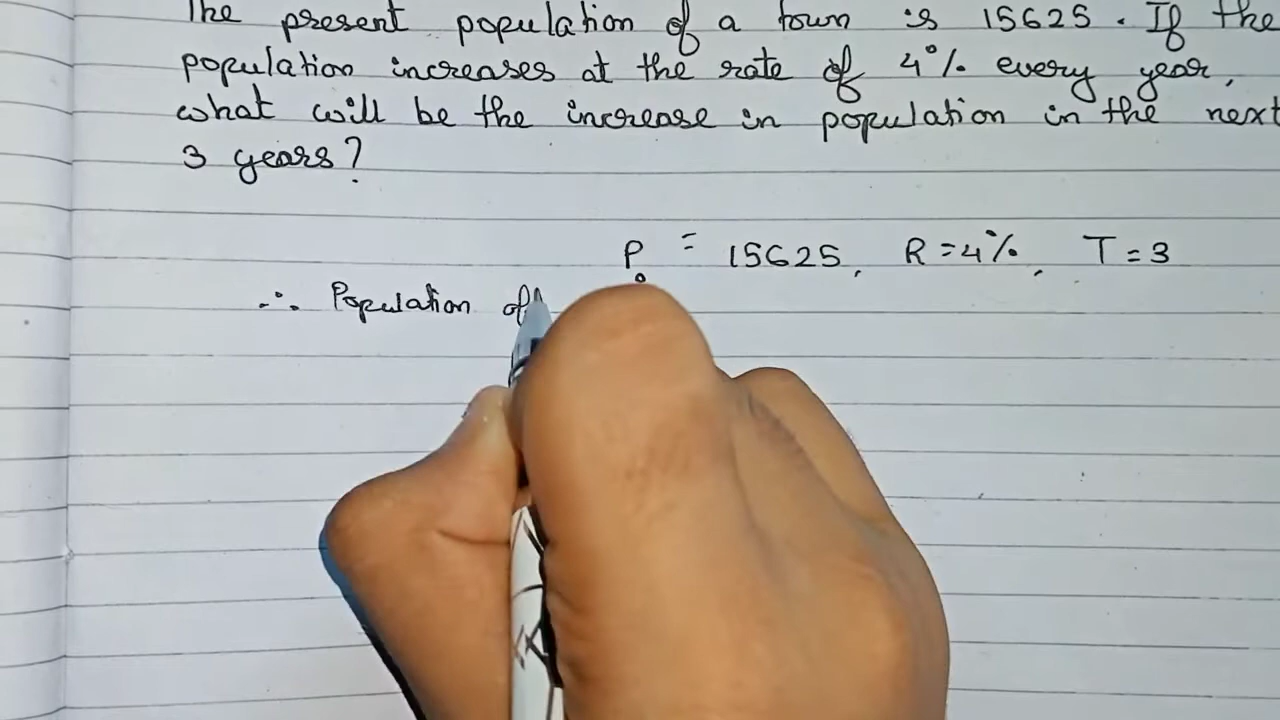 The present population of a town is 15625. If the
population increases at the rate of 4% every year,
what will be the increase in population in the next
3 years?
P₀ = 15625, R = 4%, T = 3
∴ Population of